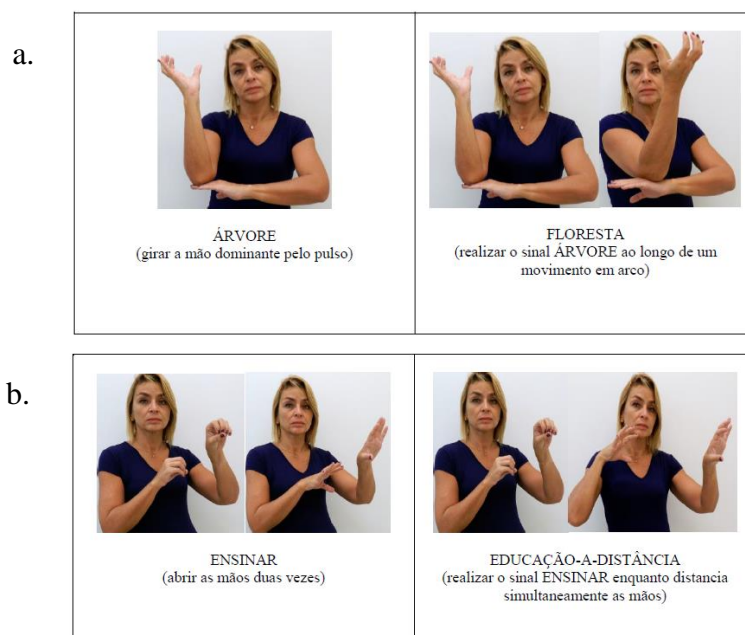 a.
ÁRVORE
(girar a mão dominante pelo pulso)
FLORESTA
(realizar o sinal ÁRVORE ao longo de um
movimento em arco)
b.
ENSINAR
(abrir as mãos duas vezes)
EDUCAÇÃO-A-DISTÂNCIA
(realizar o sinal ENSINAR enquanto distancia
simultaneamente as mãos)